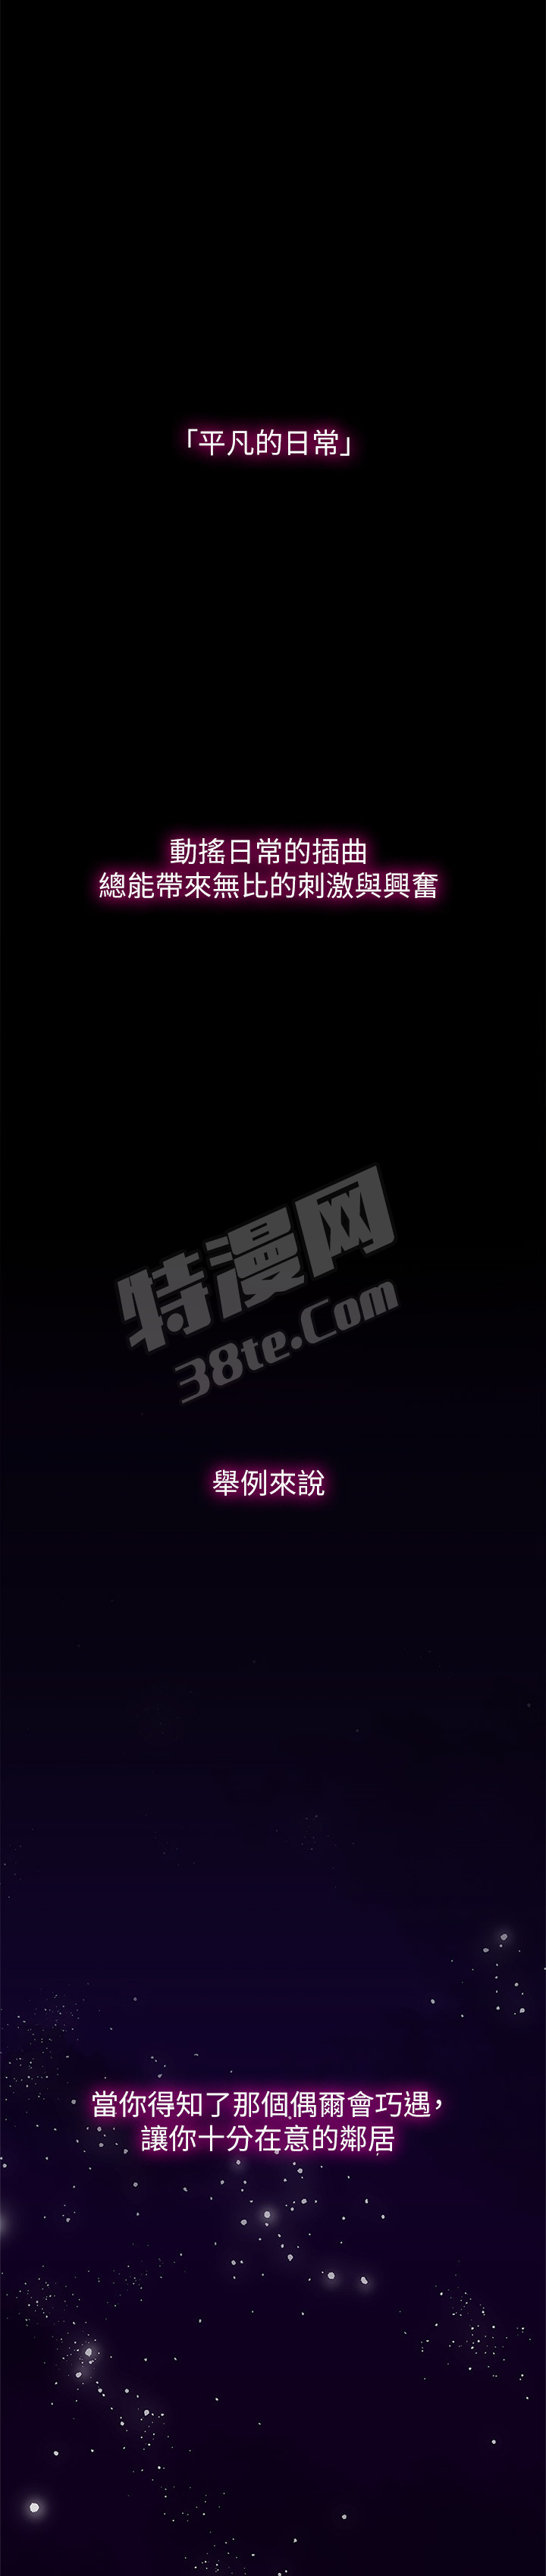 「平凡的日常」
動搖日常的插曲
總能帶來無比的刺激與興奮
特漫网
38te.Com
舉例來說
當你得知了那個偶爾會巧遇，
讓你十分在意的鄰居